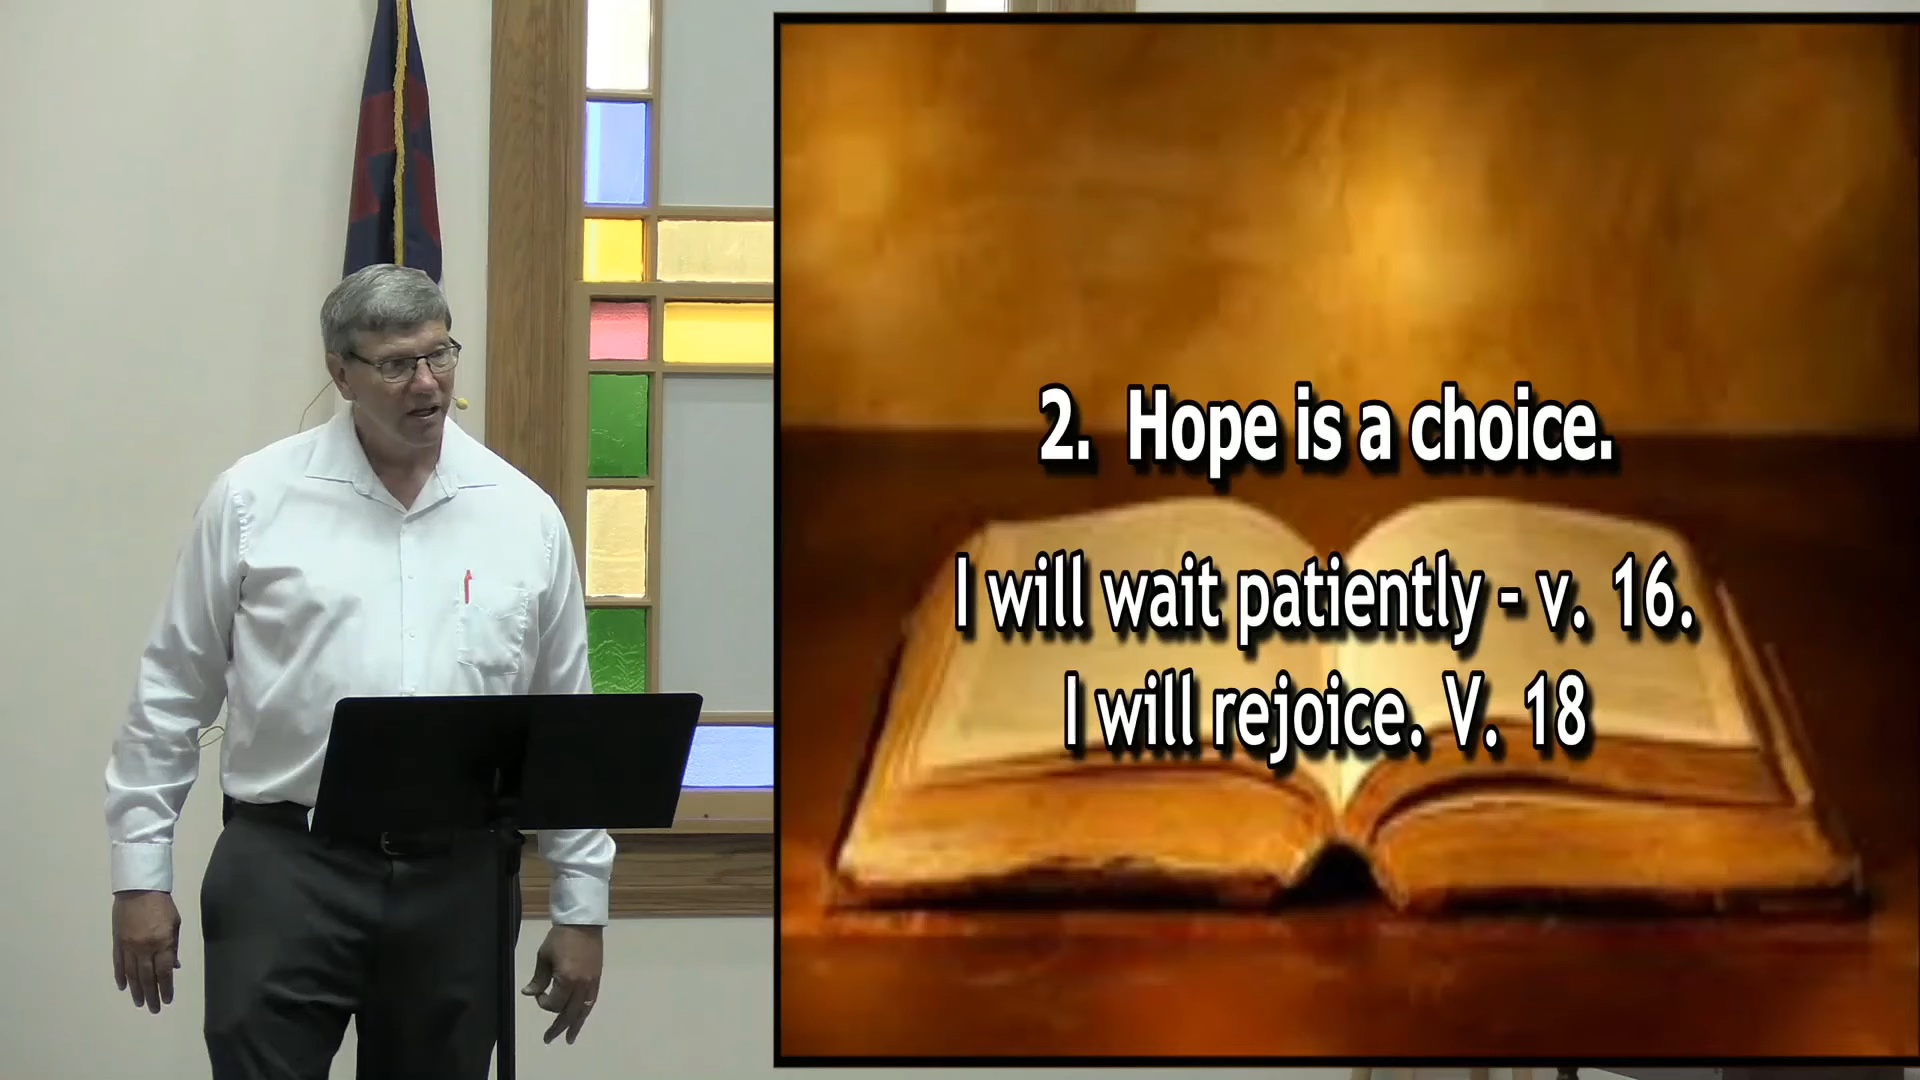 2. Hope is a choice.
I will wait patiently - v. 16.
I will rejoice. V. 18